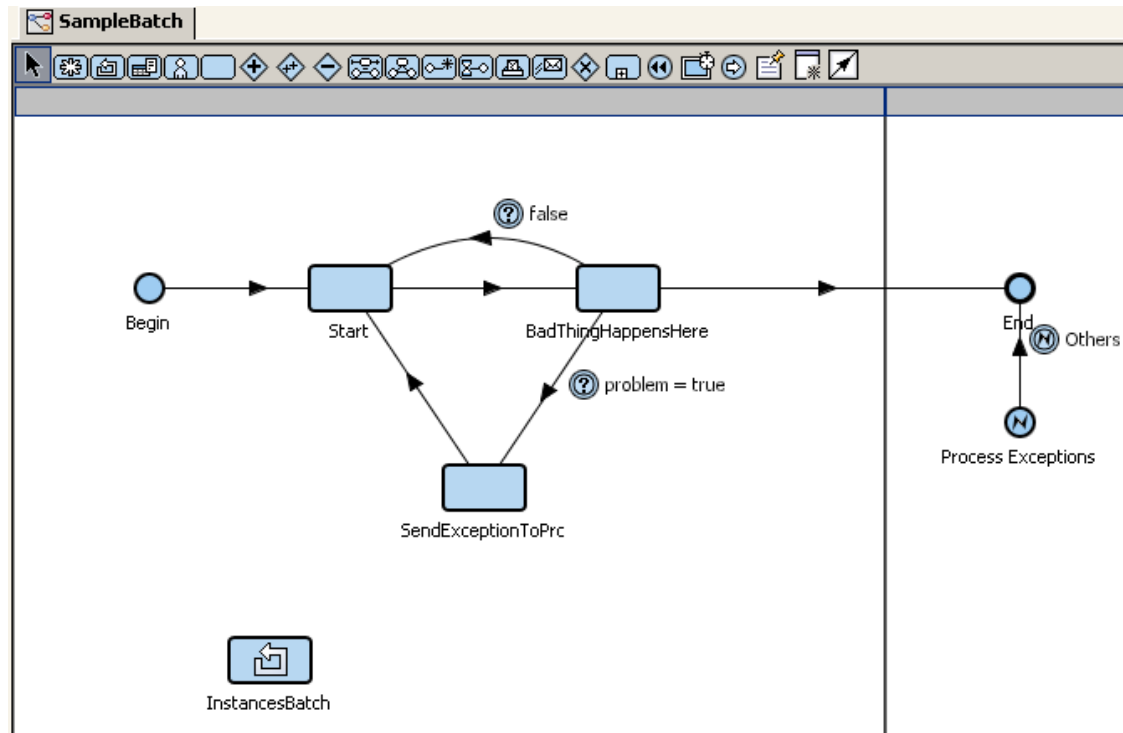 SampleBatch
false
Begin
Start
BadThingHappensHere
End
Others
problem = true
Process Exceptions
SendExceptionToPrc
InstancesBatch